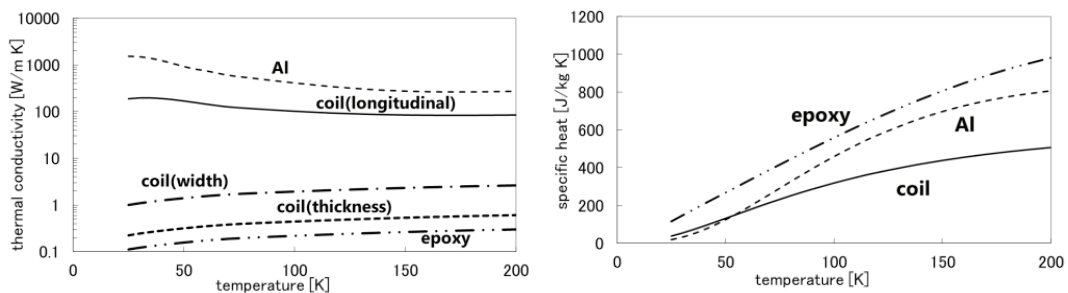 thermal conductivity [W/m K]
10000
1000
100
10
1
0.1
Al
coil(longitudinal)
coil(width)
coil(thickness)
epoxy
0 50 100 150 200
temperature [K]
specific heat [J/kg K]
1200
1000
800
600
400
200
0
epoxy
Al
coil
0 50 100 150 200
temperature [K]